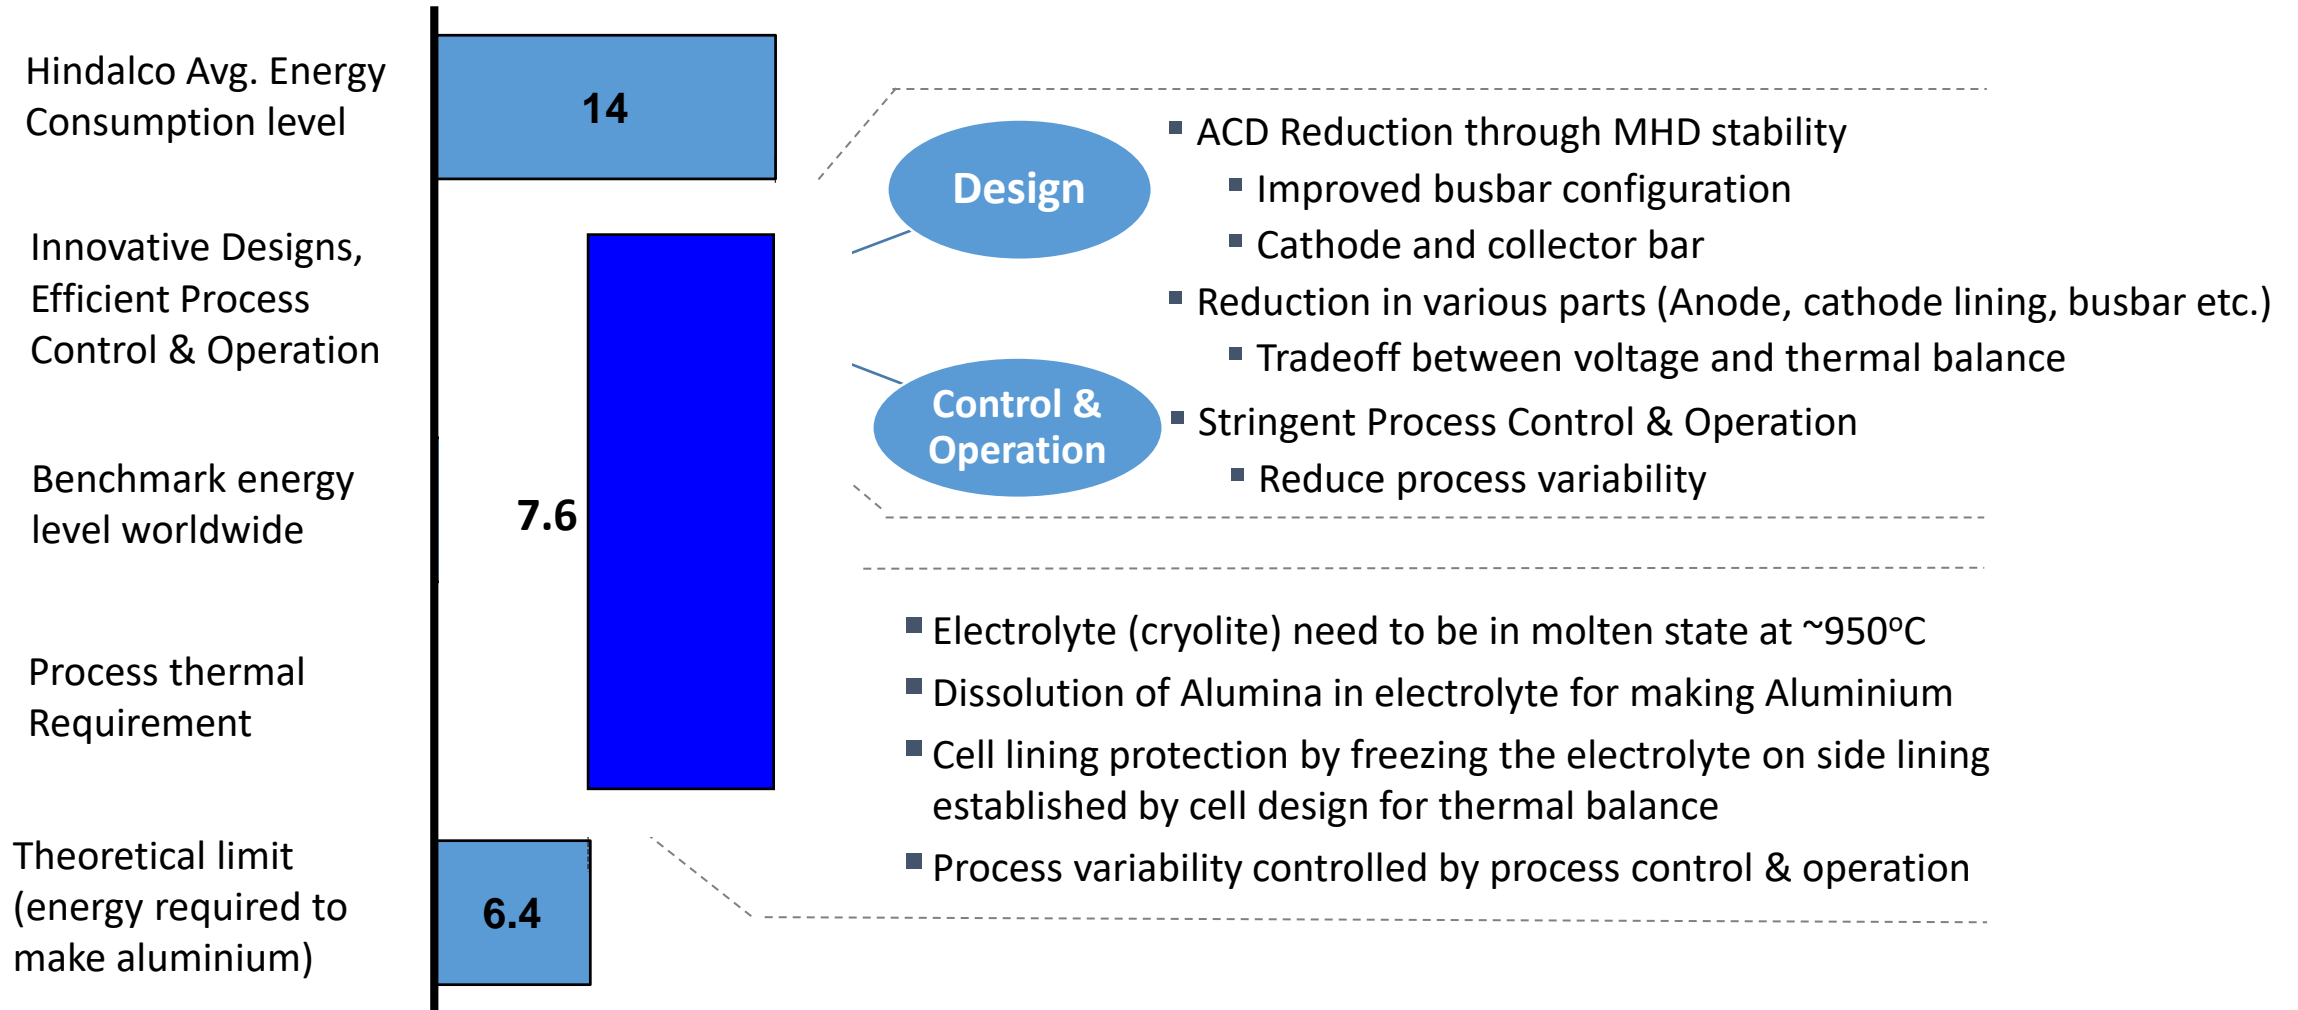 Hindalco Avg. Energy
Consumption level
14
Innovative Designs,
Efficient Process
Control & Operation
Benchmark energy
level worldwide
7.6
Process thermal
Requirement
Theoretical limit
(energy required to
make aluminium)
6.4
Design
▪ ACD Reduction through MHD stability
▪ Improved busbar configuration
▪ Cathode and collector bar
▪ Reduction in various parts (Anode, cathode lining, busbar etc.)
▪ Tradeoff between voltage and thermal balance
Control &
Operation
▪ Stringent Process Control & Operation
▪ Reduce process variability
▪ Electrolyte (cryolite) need to be in molten state at ~950ᵒC
▪ Dissolution of Alumina in electrolyte for making Aluminium
▪ Cell lining protection by freezing the electrolyte on side lining
established by cell design for thermal balance
▪ Process variability controlled by process control & operation